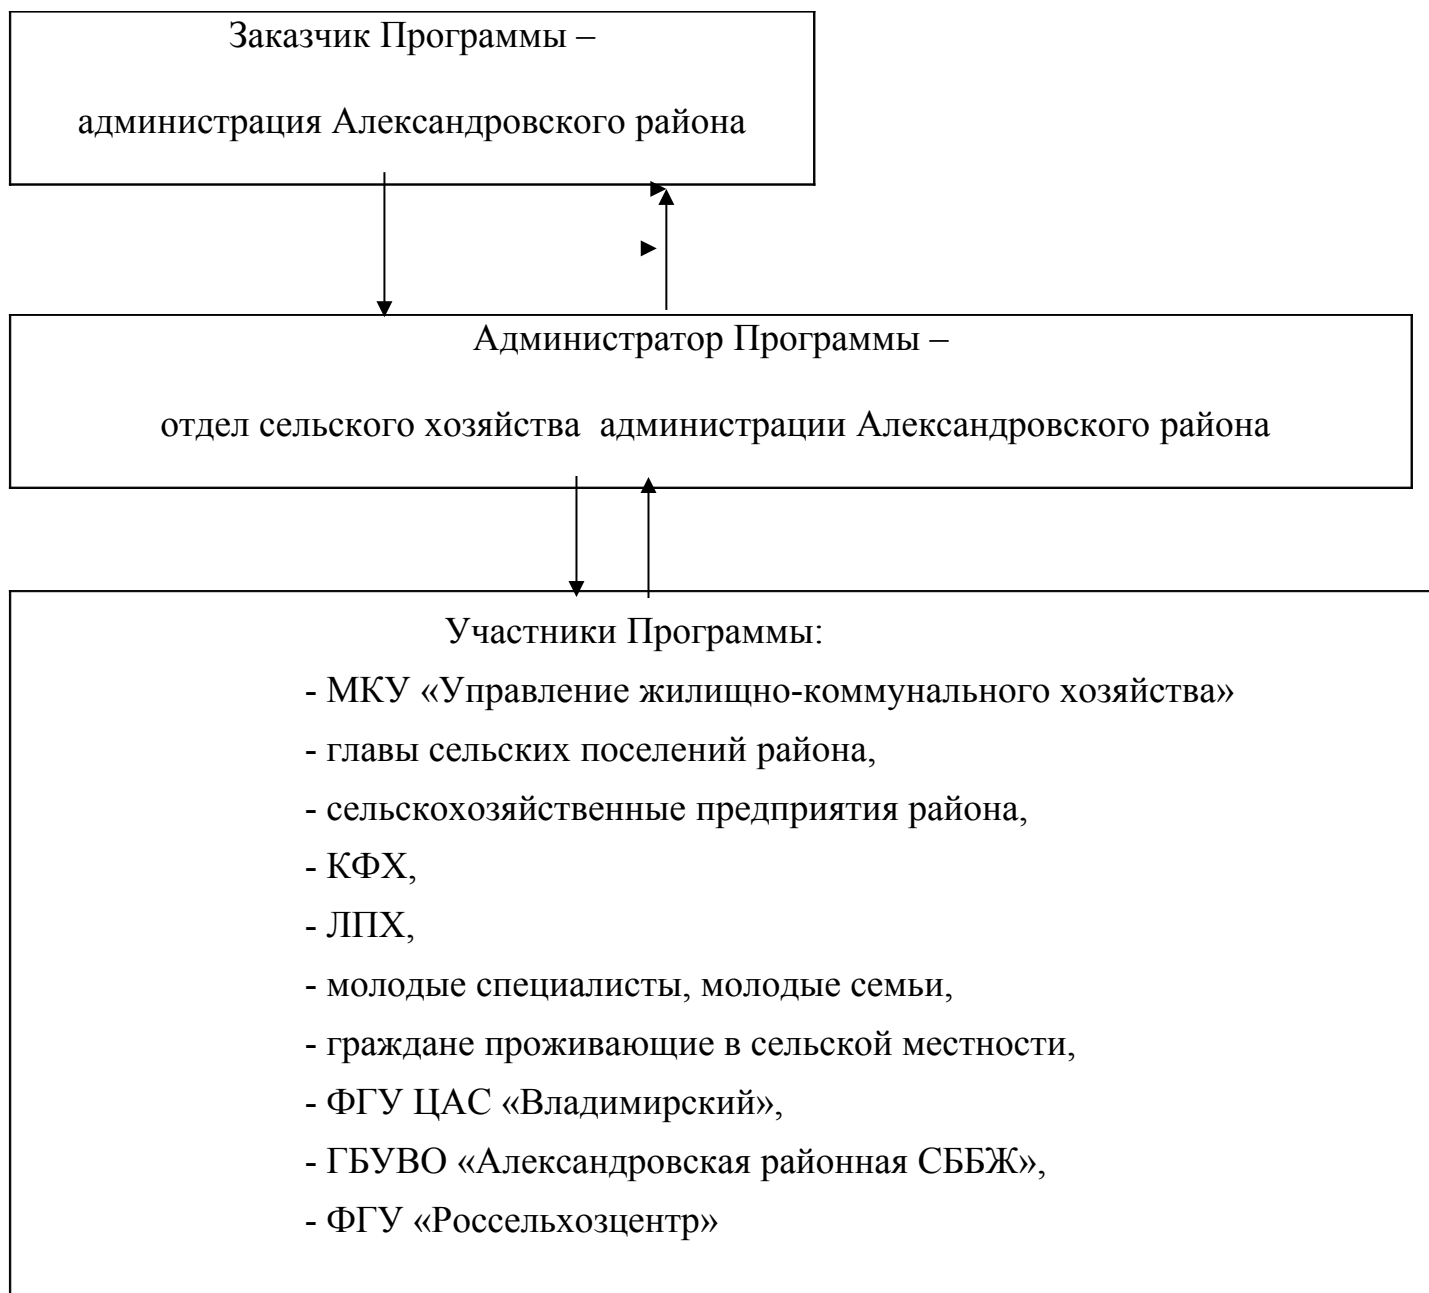 Заказчик Программы –
администрация Александровского района
Администратор Программы –
отдел сельского хозяйства  администрации Александровского района
Участники Программы:
- МКУ «Управление жилищно-коммунального хозяйства»
- главы сельских поселений района,
- сельскохозяйственные предприятия района,
- КФХ,
- ЛПХ,
- молодые специалисты, молодые семьи,
- граждане проживающие в сельской местности,
- ФГУ ЦАС «Владимирский»,
- ГБУВО «Александровская районная СББЖ»,
- ФГУ «Россельхозцентр»